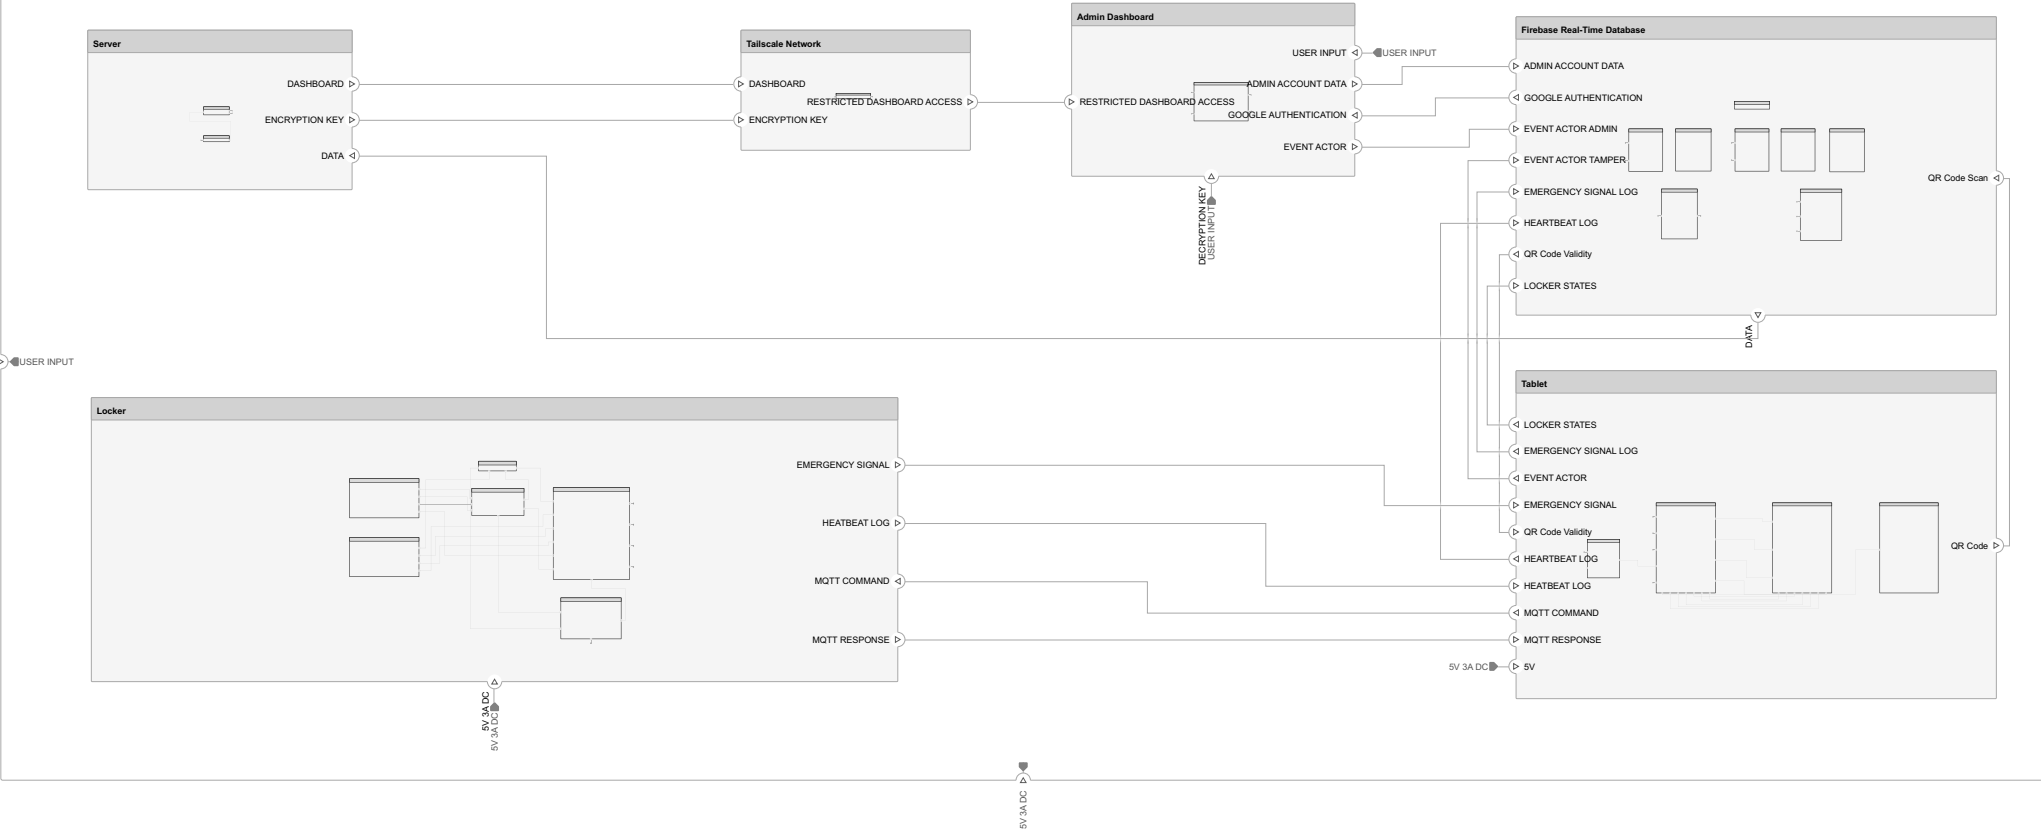 Server
DASHBOARD
ENCRYPTION KEY
DATA
Tailscale Network
DASHBOARD
RESTRICTED DASHBOARD ACCESS
ENCRYPTION KEY
Admin Dashboard
USER INPUT
USER INPUT
ADMIN ACCOUNT DATA
RESTRICTED DASHBOARD ACCESS
GOOGLE AUTHENTICATION
EVENT ACTOR
DECRYPTION KEY
USER INPUT
Firebase Real-Time Database
ADMIN ACCOUNT DATA
GOOGLE AUTHENTICATION
EVENT ACTOR ADMIN
EVENT ACTOR TAMPER
EMERGENCY SIGNAL LOG
HEARTBEAT LOG
QR Code Validity
LOCKER STATES
QR Code Scan
DATA
USER INPUT
Locker
EMERGENCY SIGNAL
HEATBEAT LOG
MQTT COMMAND
MQTT RESPONSE
5V 3A DC
5V 3A DC
Tablet
LOCKER STATES
EMERGENCY SIGNAL LOG
EVENT ACTOR
EMERGENCY SIGNAL
QR Code Validity
HEARTBEAT LOG
HEATBEAT LOG
MQTT COMMAND
MQTT RESPONSE
5V 3A DC
5V
QR Code
5V 3A DC